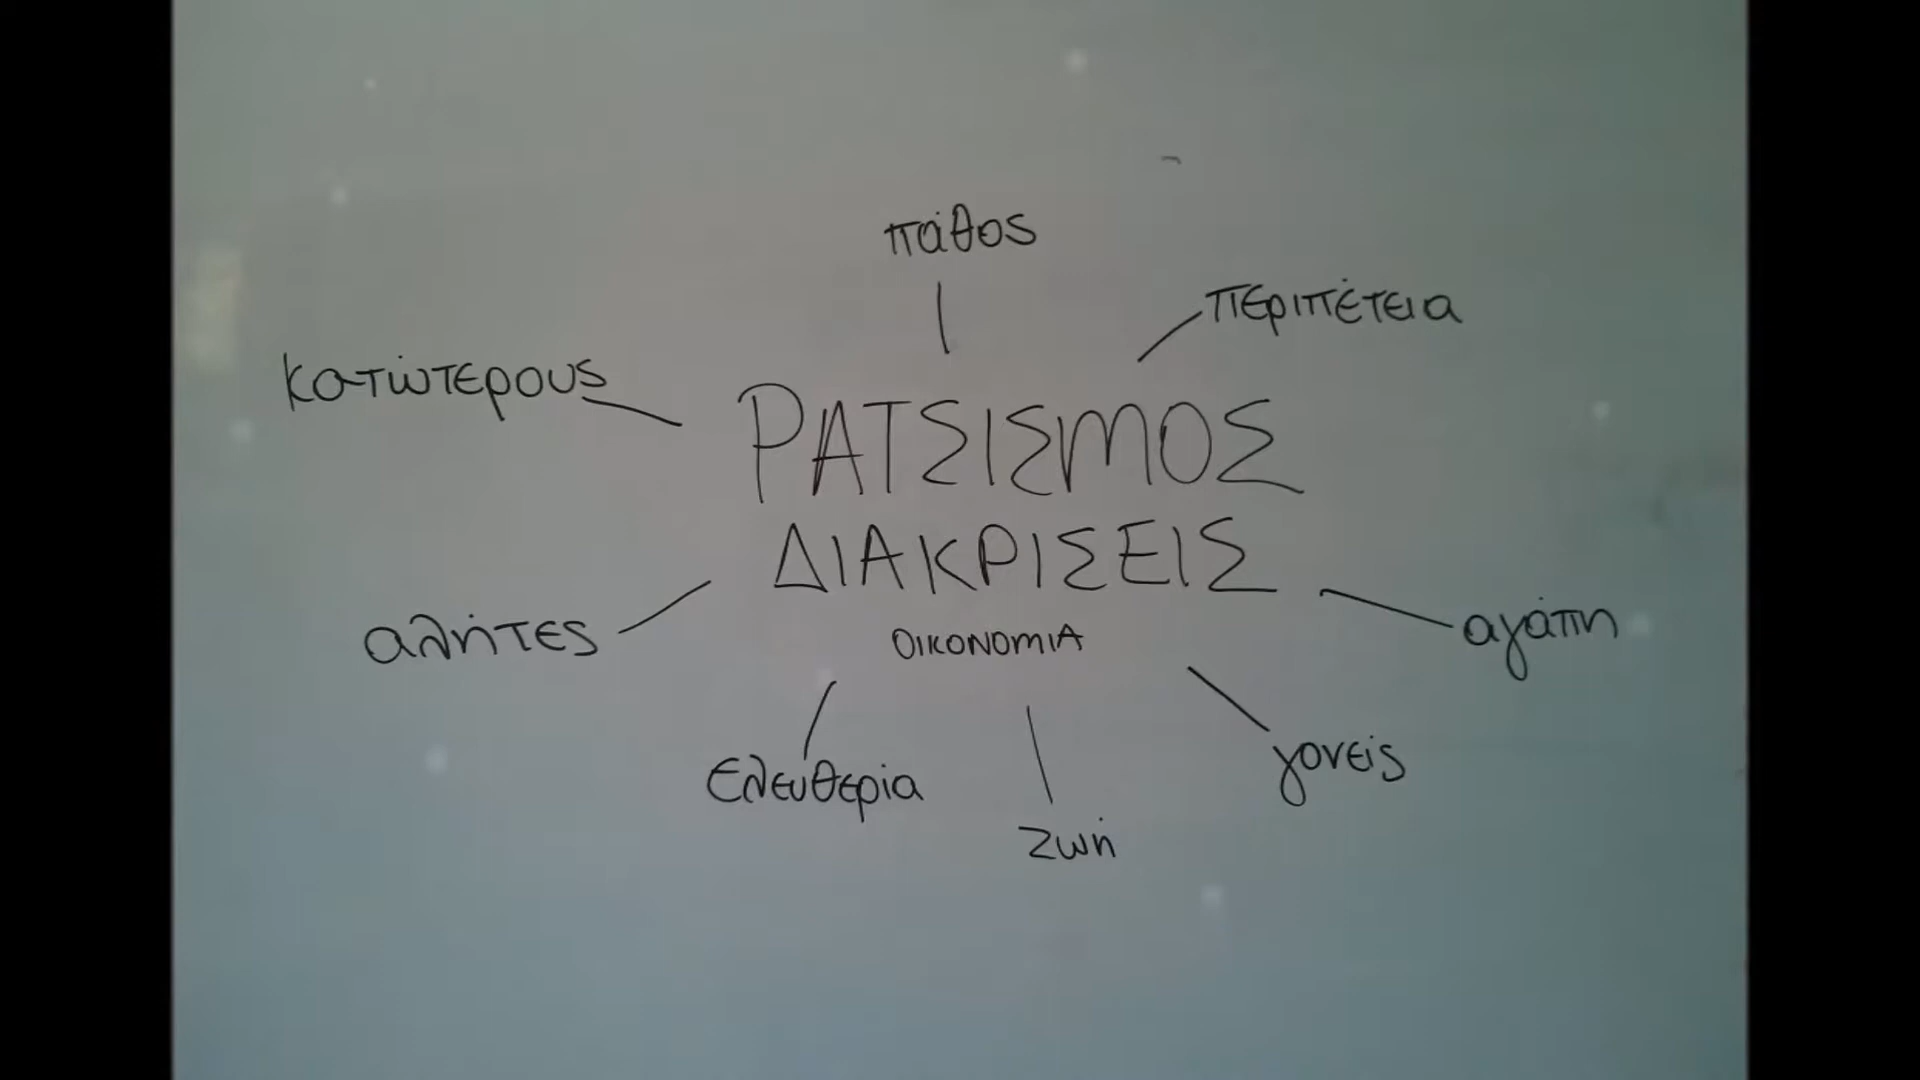 πάθος
περιπέτεια
κατώτερους
ΡΑΤΣΙΣΜΟΣ
ΔΙΑΚΡΙΣΕΙΣ
αλήτες
ΟΙΚΟΝΟΜΙΑ
αγάπη
Ελευθερία
γονείς
Ζωή